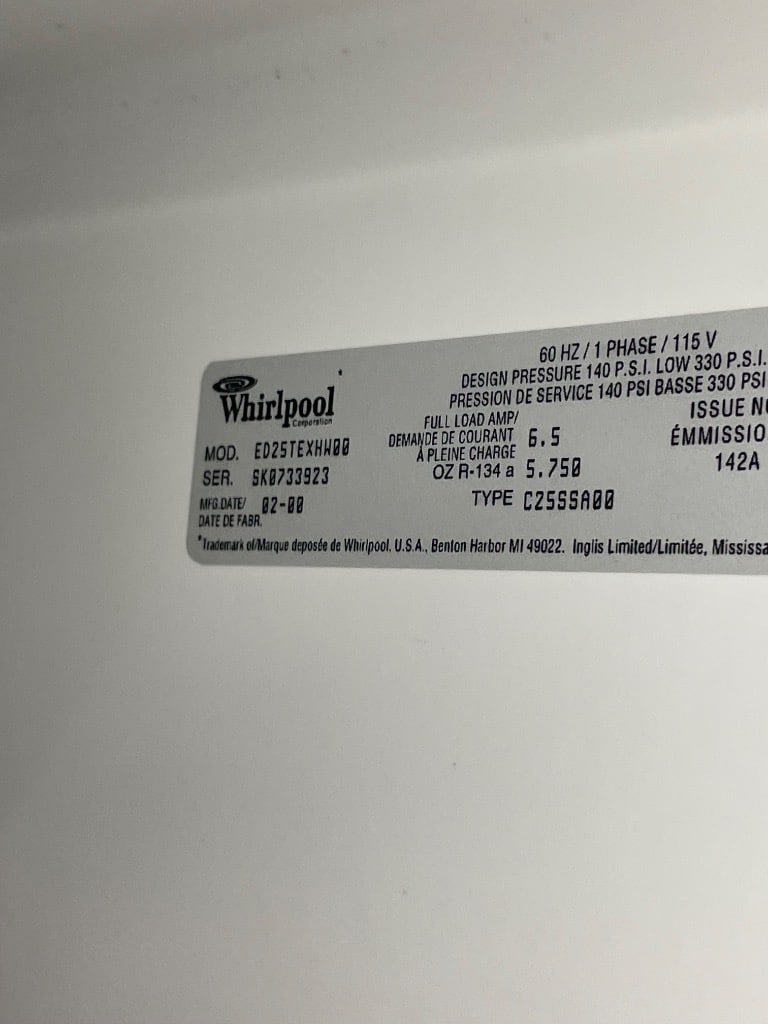 60 HZ / 1 PHASE / 115 V
DESIGN PRESSURE 140 P.S.I. LOW 330 P.S.I.
PRESSION DE SERVICE 140 PSI BASSE 330 PSI
Whirlpool
Corporation
FULL LOAD AMP/
DEMANDE DE COURANT 6.5
À PLEINE CHARGE
ISSUE NO
ÉMMISSIO
142A
MOD. ED25TEXHW00
OZ R-134 a 5.750
SER. SK0733923
TYPE C25SSA00
MFG.DATE/ 02-00
DATE DE FABR.
*Trademark of/Marque deposée de Whirlpool, U.S.A., Benton Harbor MI 49022. Inglis Limited/Limitée, Mississa